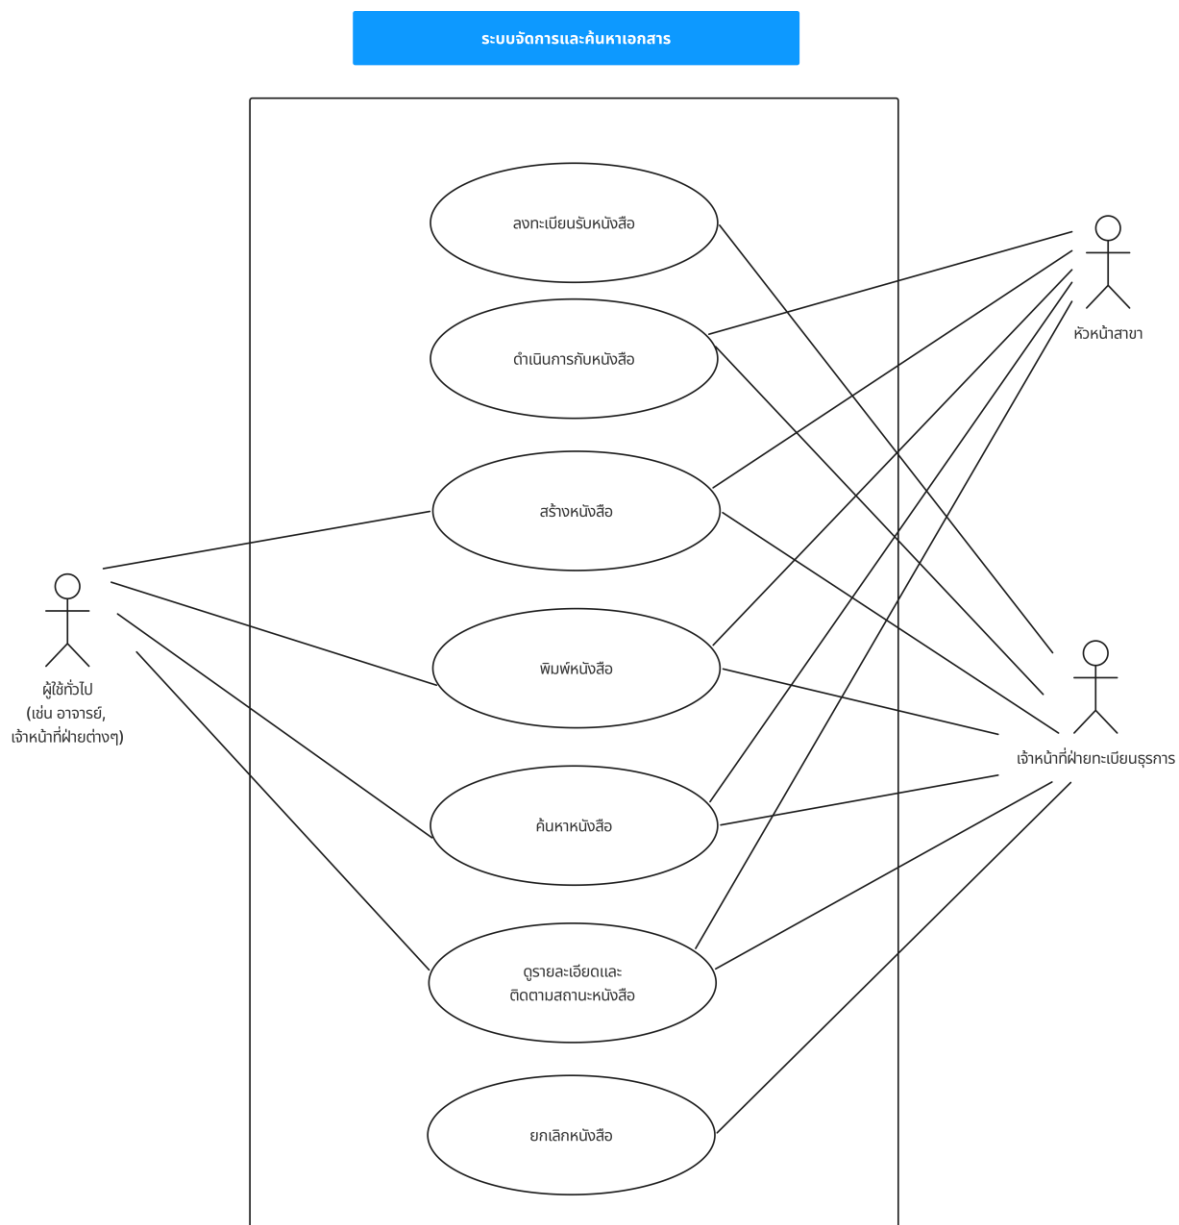 ระบบจัดการและค้นหาเอกสาร
ลงทะเบียนรับหนังสือ
หัวหน้าสาขา
ดำเนินการกับหนังสือ
สร้างหนังสือ
พิมพ์หนังสือ
ผู้ใช้ทั่วไป
(เช่น อาจารย์,
เจ้าหน้าที่ฝ่ายต่างๆ)
เจ้าหน้าที่ฝ่ายทะเบียนธุรการ
ค้นหาหนังสือ
ดูรายละเอียดและ
ติดตามสถานะหนังสือ
ยกเลิกหนังสือ